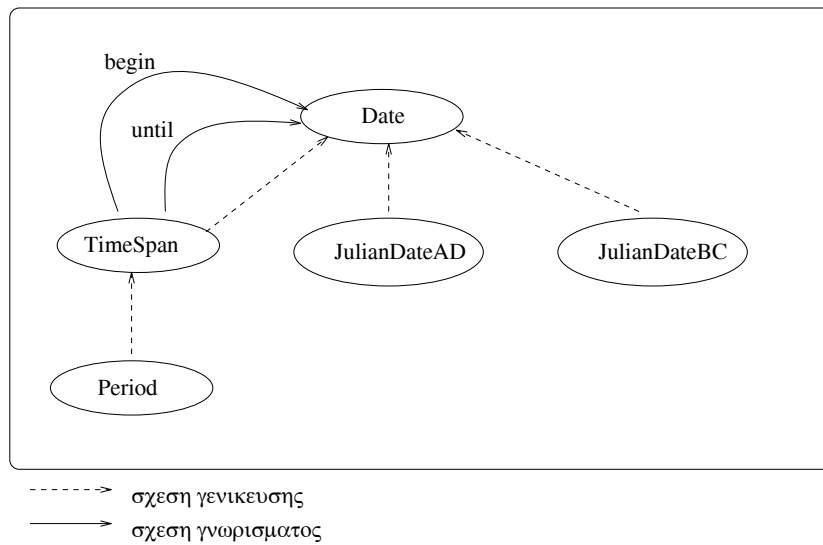 begin
until
Date
TimeSpan
JulianDateAD
JulianDateBC
Period
σχεση γενικευσης
σχεση γνωρισματος